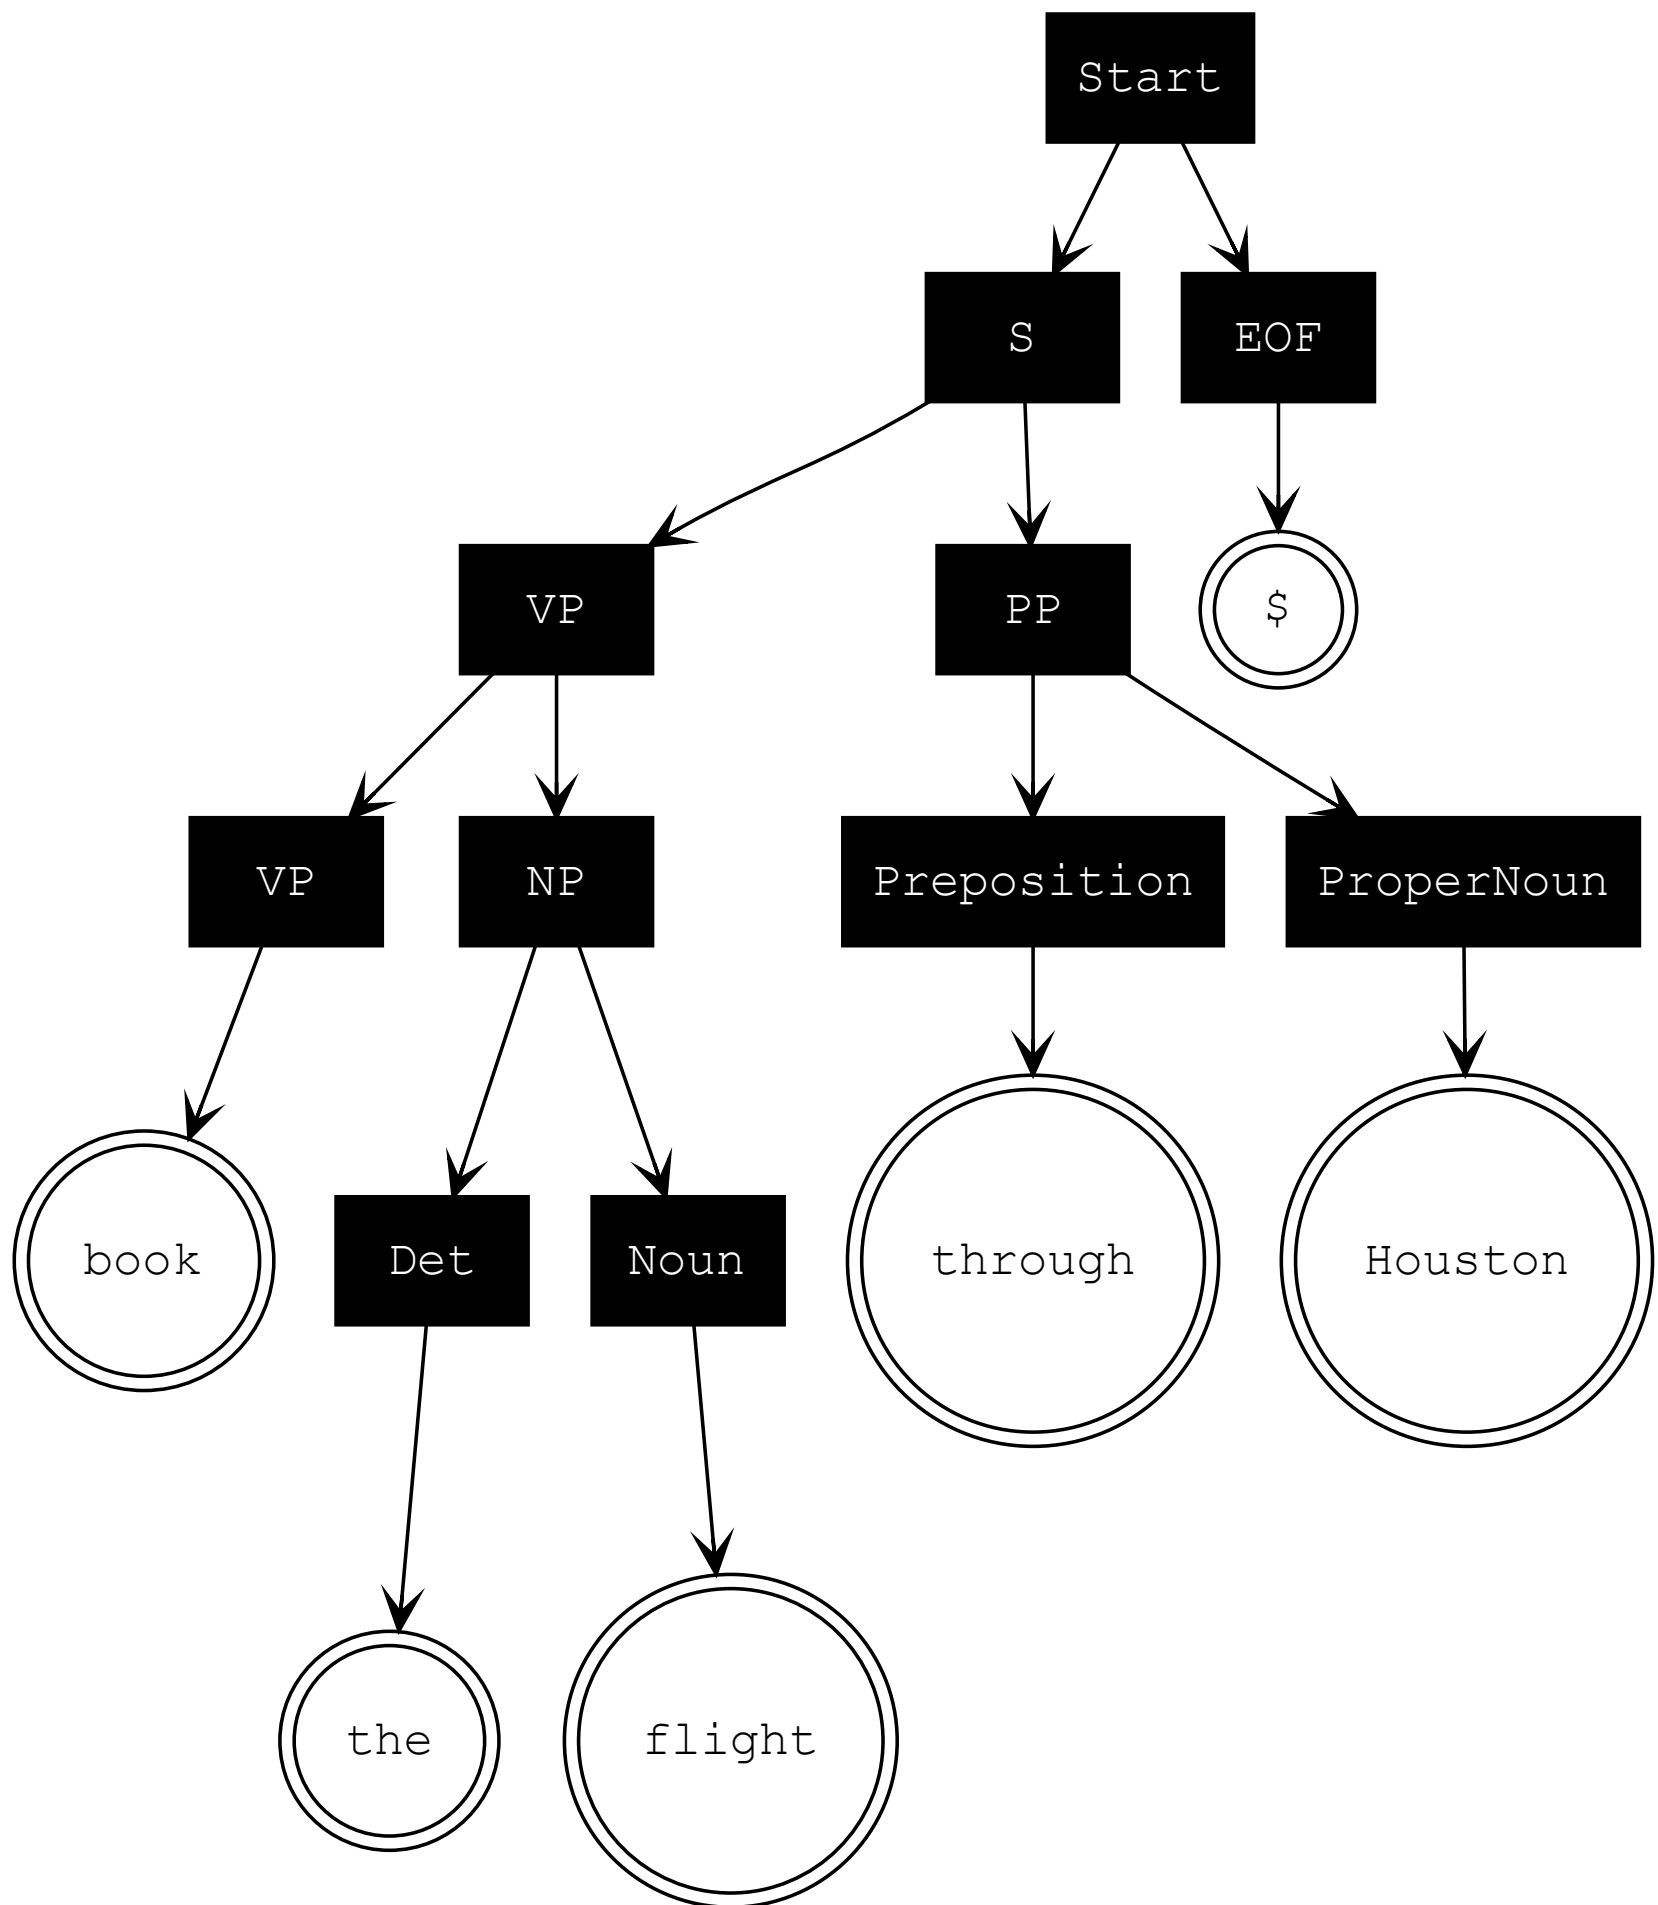 Start
S
EOF
VP
PP
$
VP
NP
Preposition
ProperNoun
book
Det
Noun
through
Houston
the
flight